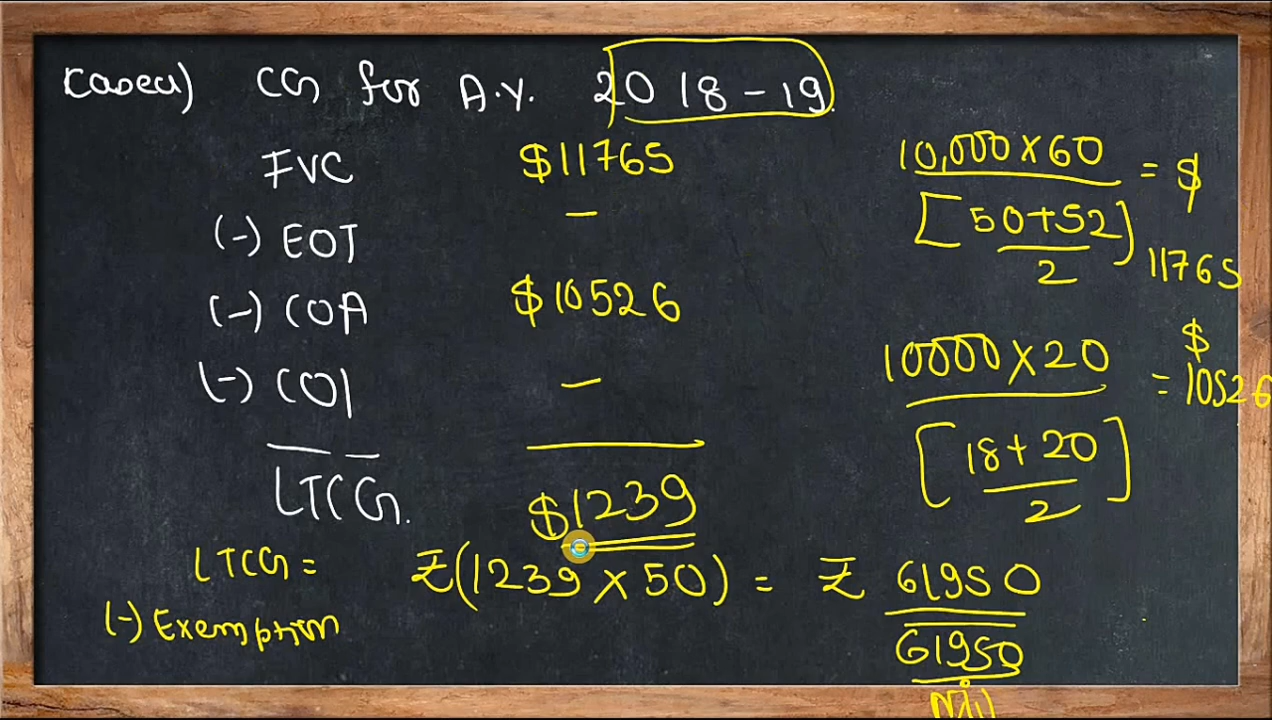 Case a) CG for A.Y. 2018-19
FVC $11765
(-) EOT —
(-) COA $10526
(-) COI —
LTCG. $1239
LTCG = ₹(1239 × 50) = ₹ 61950
(-) Exemption 61950
Nil
10,000 × 60 = $
[50+52) 11765
2
10000 × 20 = $ 10526
[18 + 20]
2